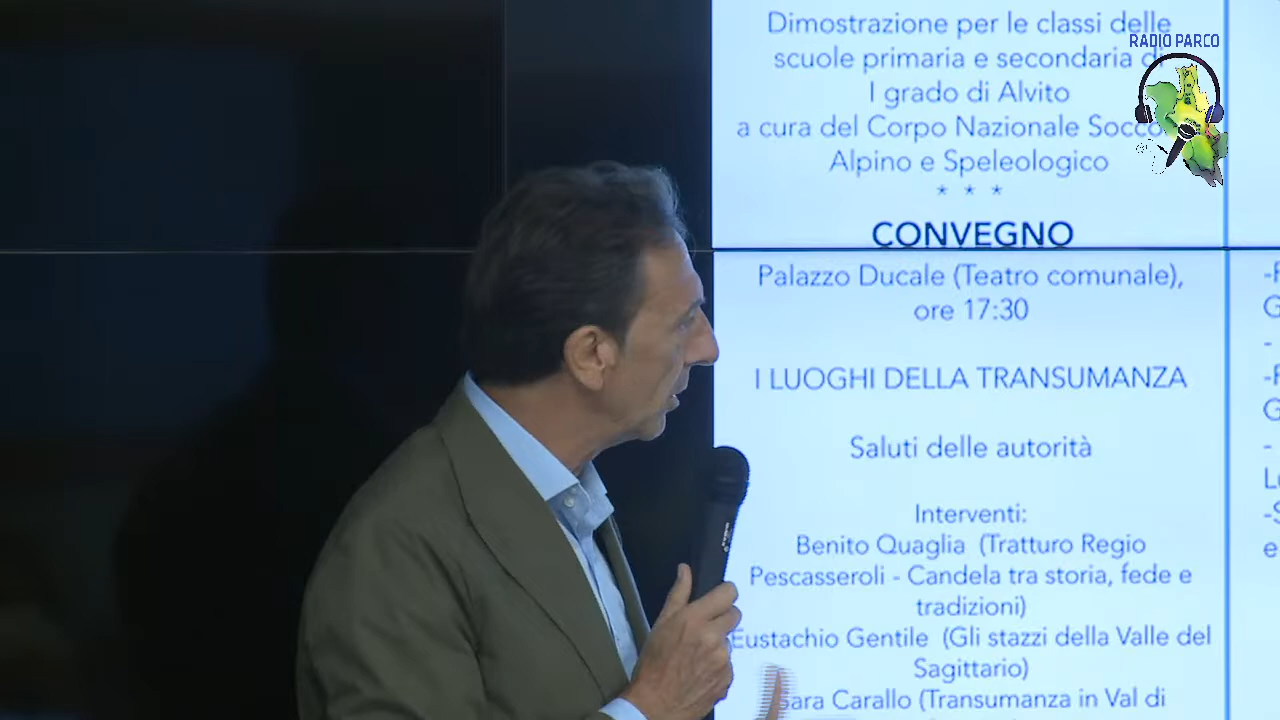 Dimostrazione per le classi delle
scuole primaria e secondaria di
I grado di Alvito
a cura del Corpo Nazionale Socco
Alpino e Speleologico
* * *
CONVEGNO
Palazzo Ducale (Teatro comunale),
ore 17:30
I LUOGHI DELLA TRANSUMANZA
Saluti delle autorità
Interventi:
Benito Quaglia (Tratturo Regio
Pescasseroli - Candela tra storia, fede e
tradizioni)
Eustachio Gentile (Gli stazzi della Valle del
Sagittario)
Sara Carallo (Transumanza in Val di
RADIO PARCO